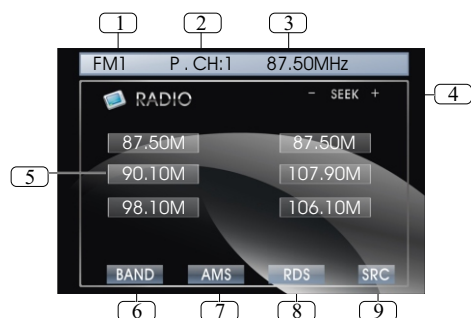 1 2 3
FM1 P . CH:1 87.50MHz
RADIO - SEEK + 4
87.50M 87.50M
5 90.10M 107.90M
98.10M 106.10M
BAND AMS RDS SRC
6 7 8 9